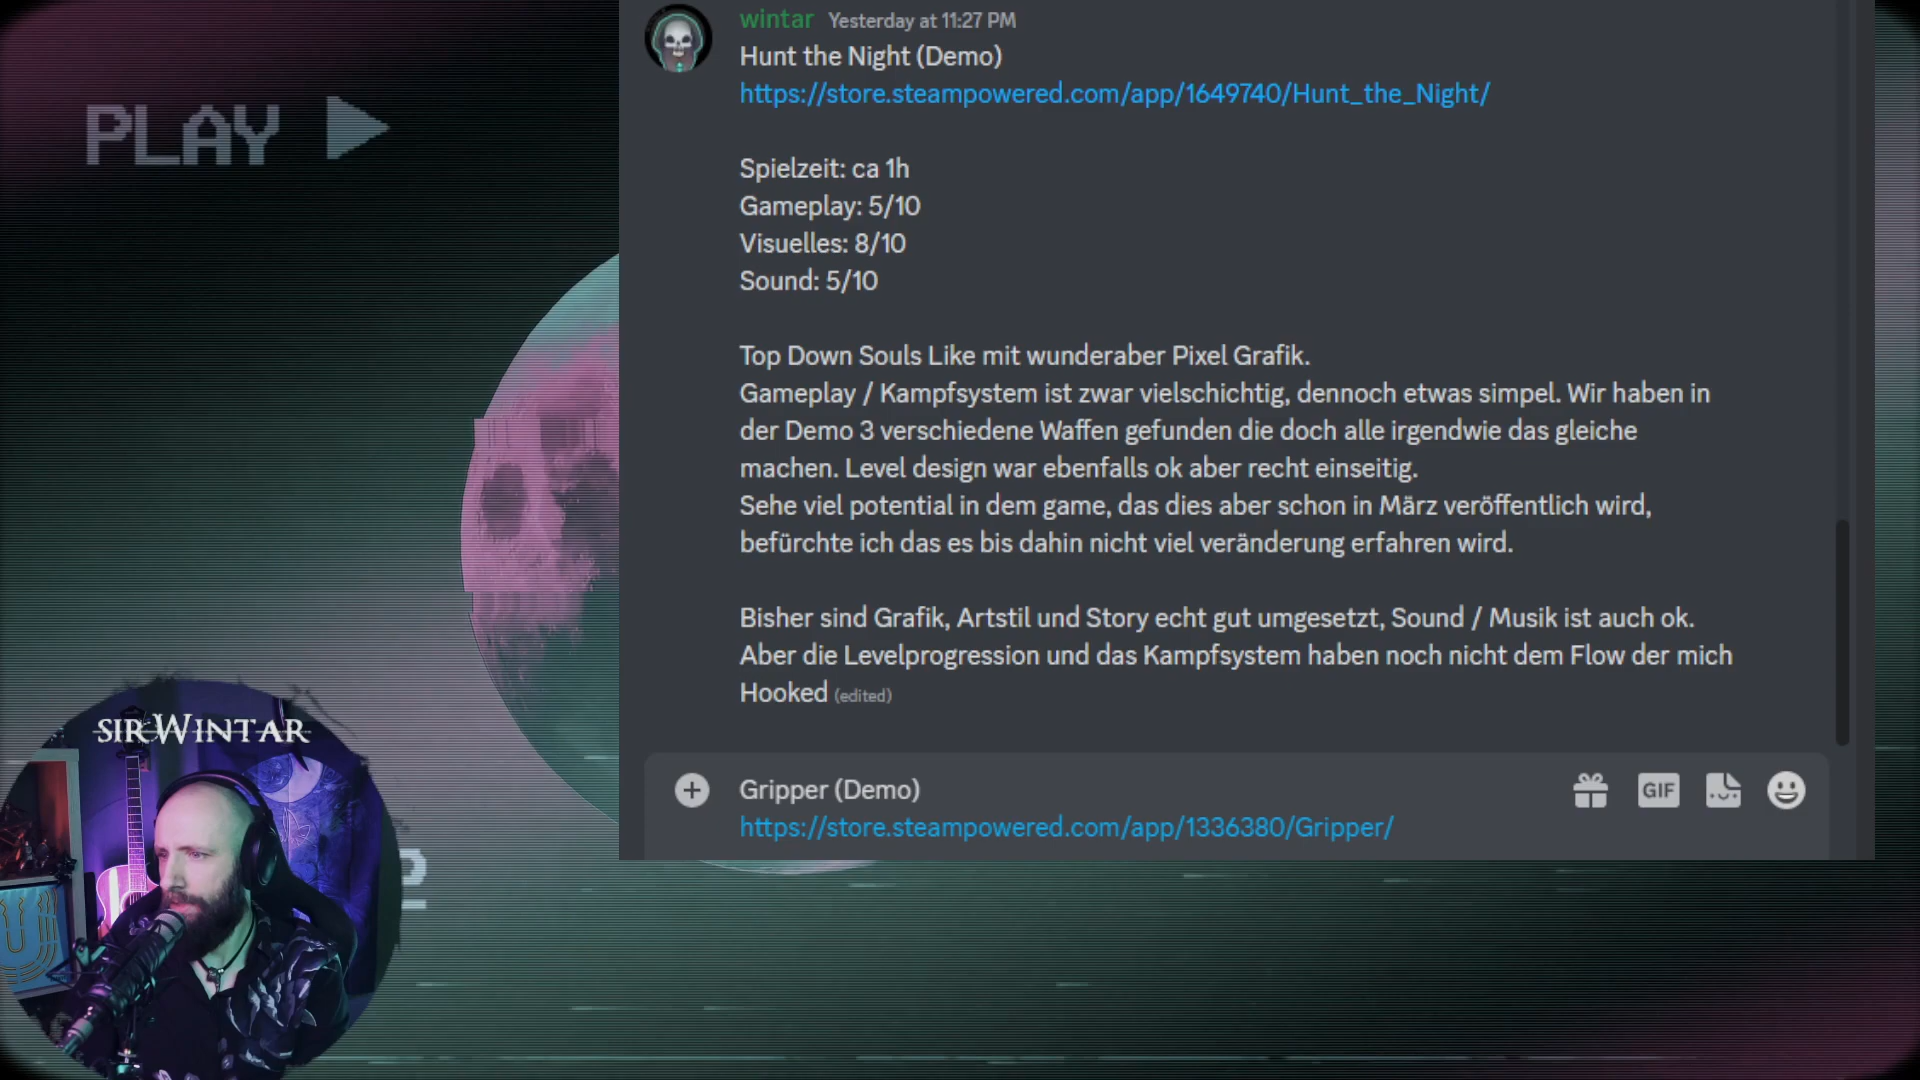 wintar Yesterday at 11:27 PM
Hunt the Night (Demo)
https://store.steampowered.com/app/1649740/Hunt_the_Night/
PLAY
Spielzeit: ca 1h
Gameplay: 5/10
Visuelles: 8/10
Sound: 5/10
Top Down Souls Like mit wunderaber Pixel Grafik.
Gameplay / Kampfsystem ist zwar vielschichtig, dennoch etwas simpel. Wir haben in
der Demo 3 verschiedene Waffen gefunden die doch alle irgendwie das gleiche
machen. Level design war ebenfalls ok aber recht einseitig.
Sehe viel potential in dem game, das dies aber schon in März veröffentlich wird,
befürchte ich das es bis dahin nicht viel veränderung erfahren wird.
Bisher sind Grafik, Artstil und Story echt gut umgesetzt, Sound / Musik ist auch ok.
Aber die Levelprogression und das Kampfsystem haben noch nicht dem Flow der mich
Hooked (edited)
SIRWINTAR
Gripper (Demo)
GIF
https://store.steampowered.com/app/1336380/Gripper/